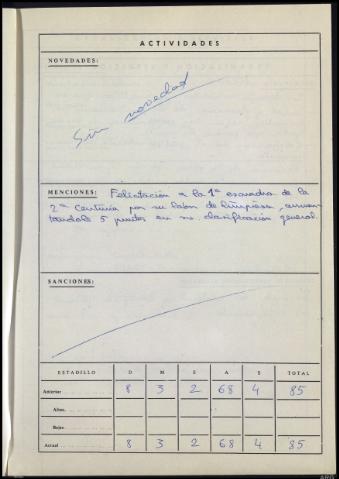 ACTIVIDADES
NOVEDADES:
Sin novedad
MENCIONES: Felicitación a la 1ª escuadra de la
2ª Centuria por su labor de limpieza, aumen-
tandole 5 puntos en su clasificación general.
SANCIONES:
ESTADILLO D M E A S TOTAL
Anterior 8 3 2 68 4 85
Altas
Bajas
Actual 8 3 2 68 4 85